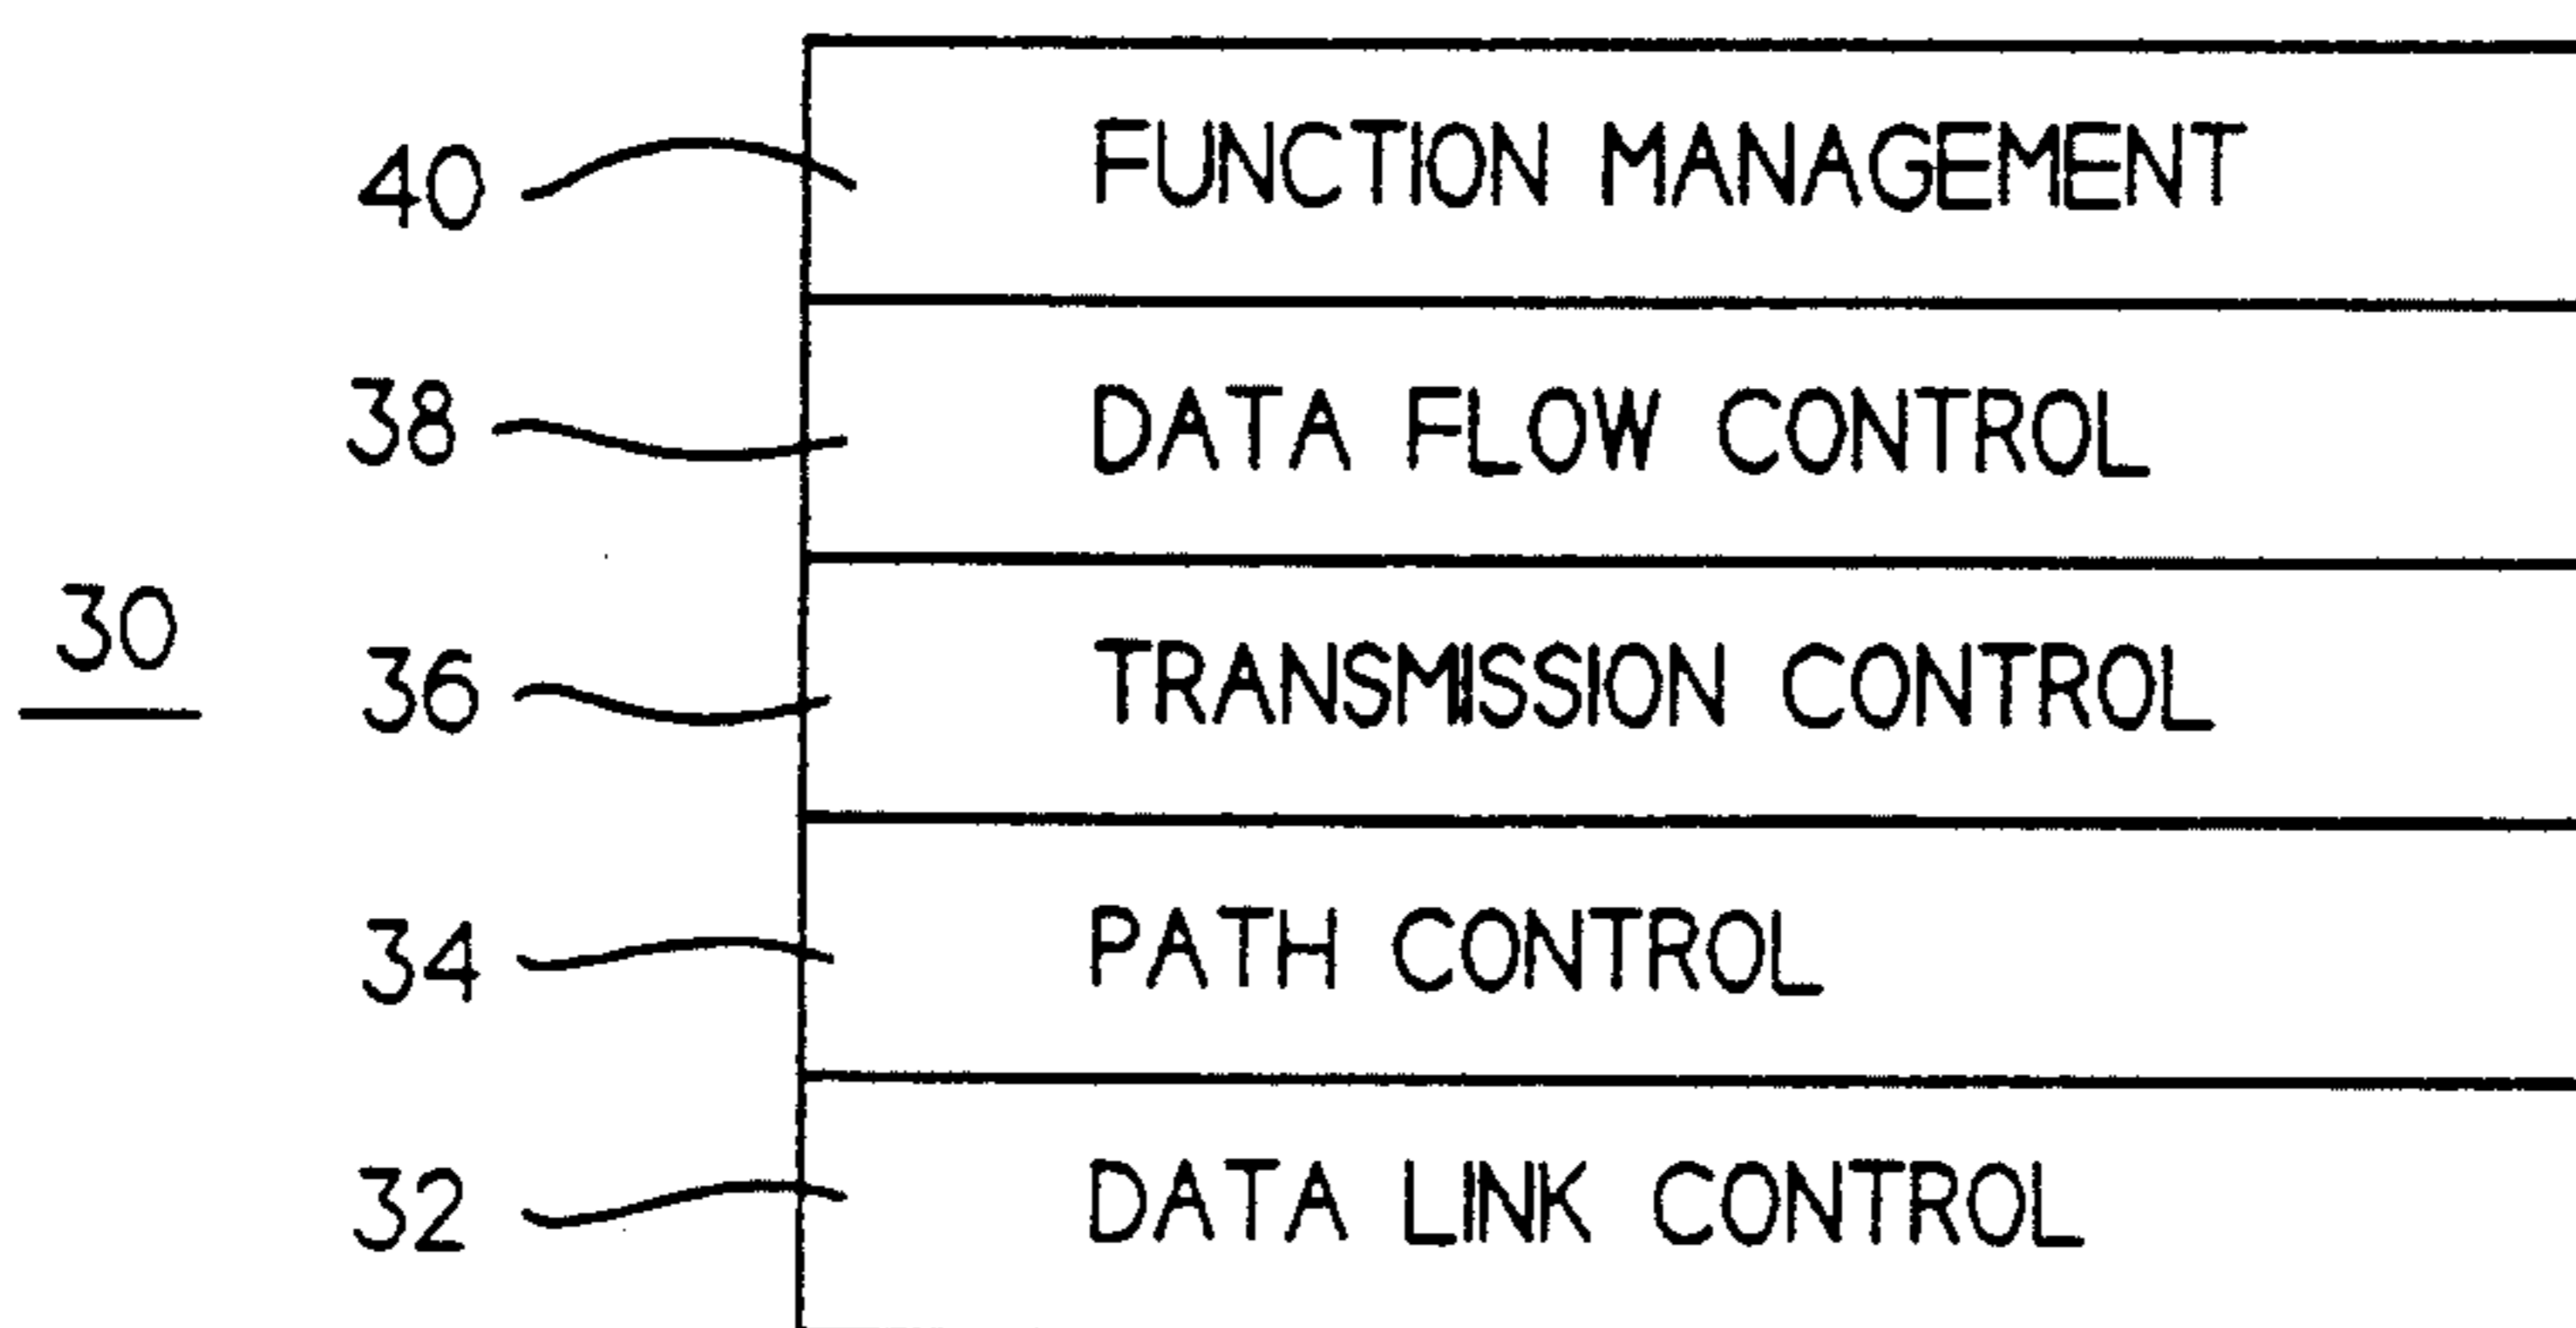 40 FUNCTION MANAGEMENT
38 DATA FLOW CONTROL
30
36 TRANSMISSION CONTROL
34 PATH CONTROL
32 DATA LINK CONTROL